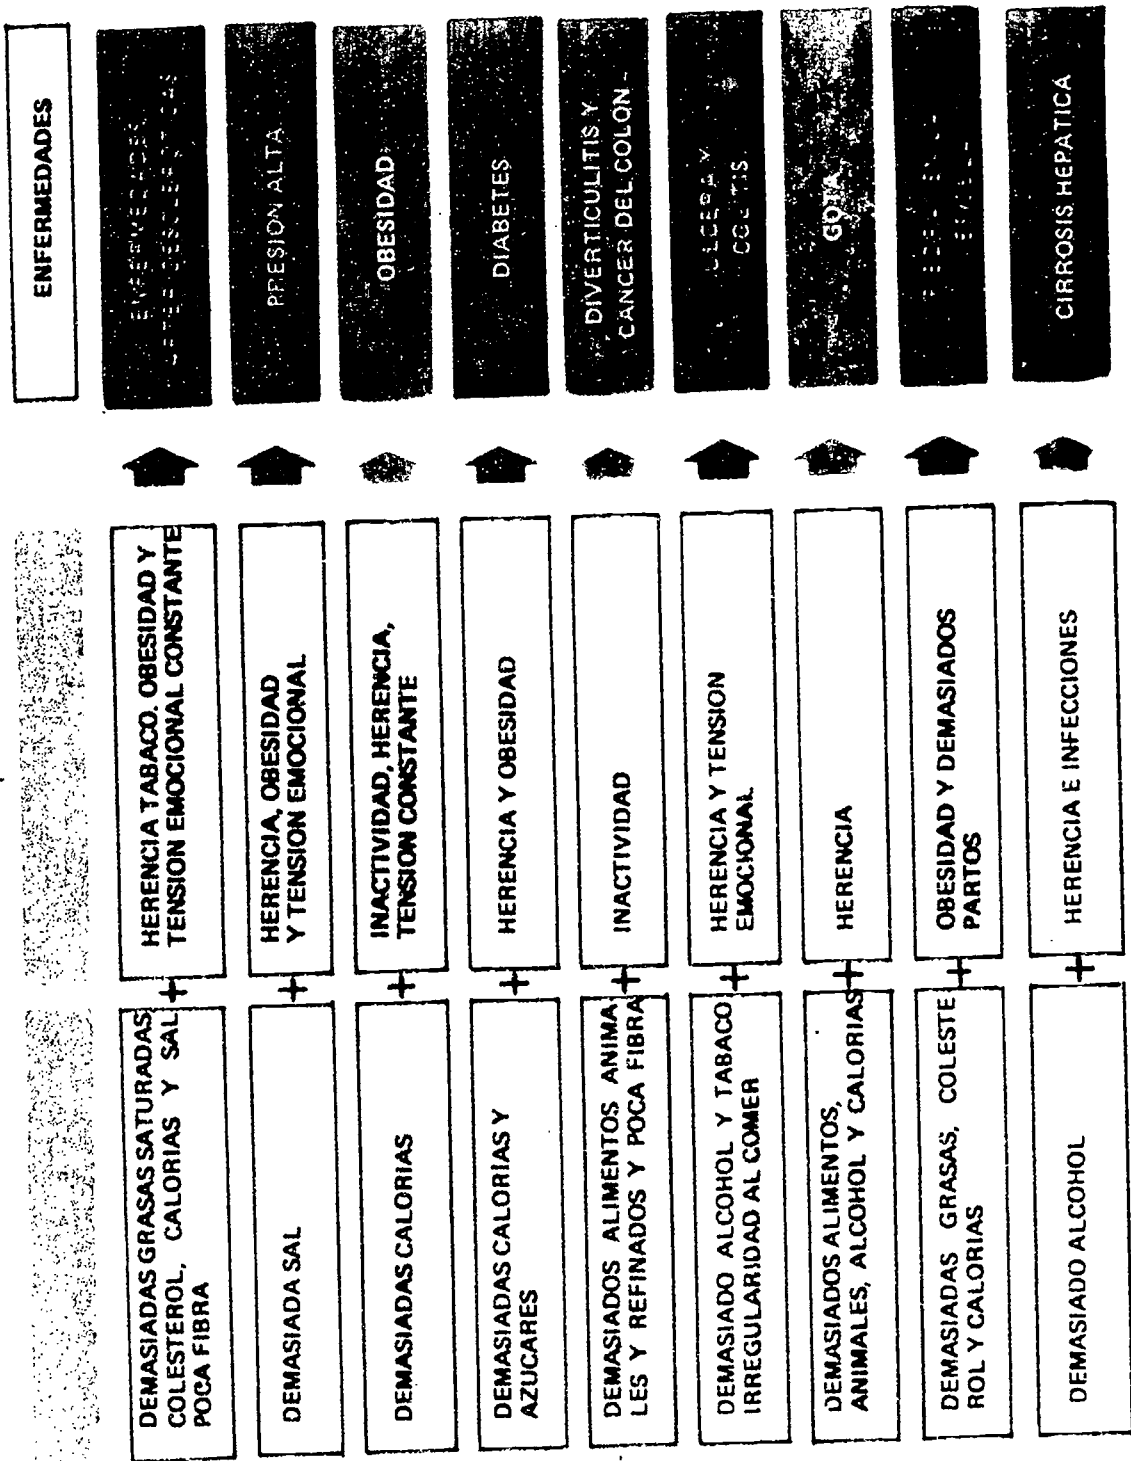 ENFERMEDADES
DEMASIADAS GRASAS SATURADAS
COLESTEROL, CALORIAS Y SAL
POCA FIBRA
+
HERENCIA TABACO. OBESIDAD Y
TENSION EMOCIONAL CONSTANTE
ENFERMEDADES
DEMASIADA SAL
+
HERENCIA, OBESIDAD
Y TENSION EMOCIONAL
PRESION ALTA
DEMASIADAS CALORIAS
+
INACTIVIDAD, HERENCIA,
TENSION CONSTANTE
OBESIDAD
DEMASIADAS CALORIAS Y
AZUCARES
+
HERENCIA Y OBESIDAD
DIABETES
DEMASIADOS ALIMENTOS ANIMA
LES Y REFINADOS Y POCA FIBRA
+
INACTIVIDAD
DIVERTICULITIS Y
CANCER DEL COLON
DEMASIADO ALCOHOL Y TABACO
IRREGULARIDAD AL COMER
+
HERENCIA Y TENSION
EMOCIONAL
ULCERA Y
COLITIS
DEMASIADOS ALIMENTOS,
ANIMALES, ALCOHOL Y CALORIAS
+
HERENCIA
GOTA
DEMASIADAS GRASAS, COLESTE
ROL Y CALORIAS
+
OBESIDAD Y DEMASIADOS
PARTOS
DEMASIADO ALCOHOL
+
HERENCIA E INFECCIONES
CIRROSIS HEPATICA